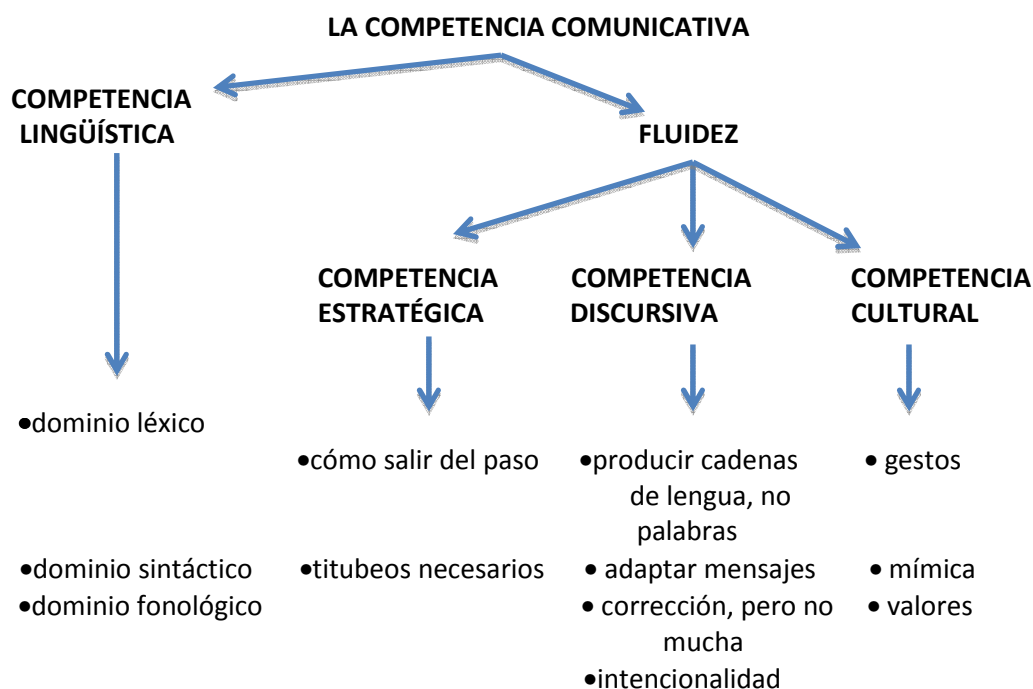 LA COMPETENCIA COMUNICATIVA
COMPETENCIA
LINGÜÍSTICA
FLUIDEZ
COMPETENCIA
ESTRATÉGICA
COMPETENCIA
DISCURSIVA
COMPETENCIA
CULTURAL
•dominio léxico
•dominio sintáctico
•dominio fonológico
•cómo salir del paso
•titubeos necesarios
•producir cadenas
de lengua, no
palabras
• adaptar mensajes
• corrección, pero no
mucha
•intencionalidad
• gestos
• mímica
• valores